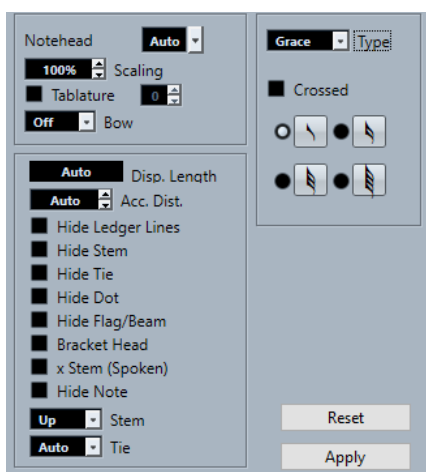 Notehead Auto
100% Scaling
Tablature 0
Off Bow
Auto Disp. Length
Auto Acc. Dist.
Hide Ledger Lines
Hide Stem
Hide Tie
Hide Dot
Hide Flag/Beam
Bracket Head
x Stem (Spoken)
Hide Note
Up Stem
Auto Tie
Grace Type
Crossed
Reset
Apply